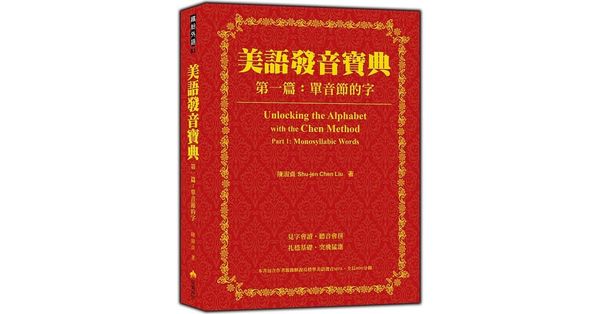 美語發音寶典
第一篇：單音節的字
Unlocking the Alphabet
with the Chen Method
Part 1: Monosyllabic Words
陳淑貞 Shu-jen Chen Liu 著
見字會讀，聽音會拼
扎穩基礎，突飛猛進
美語發音寶典
第一篇：單音節的字
陳淑貞 著